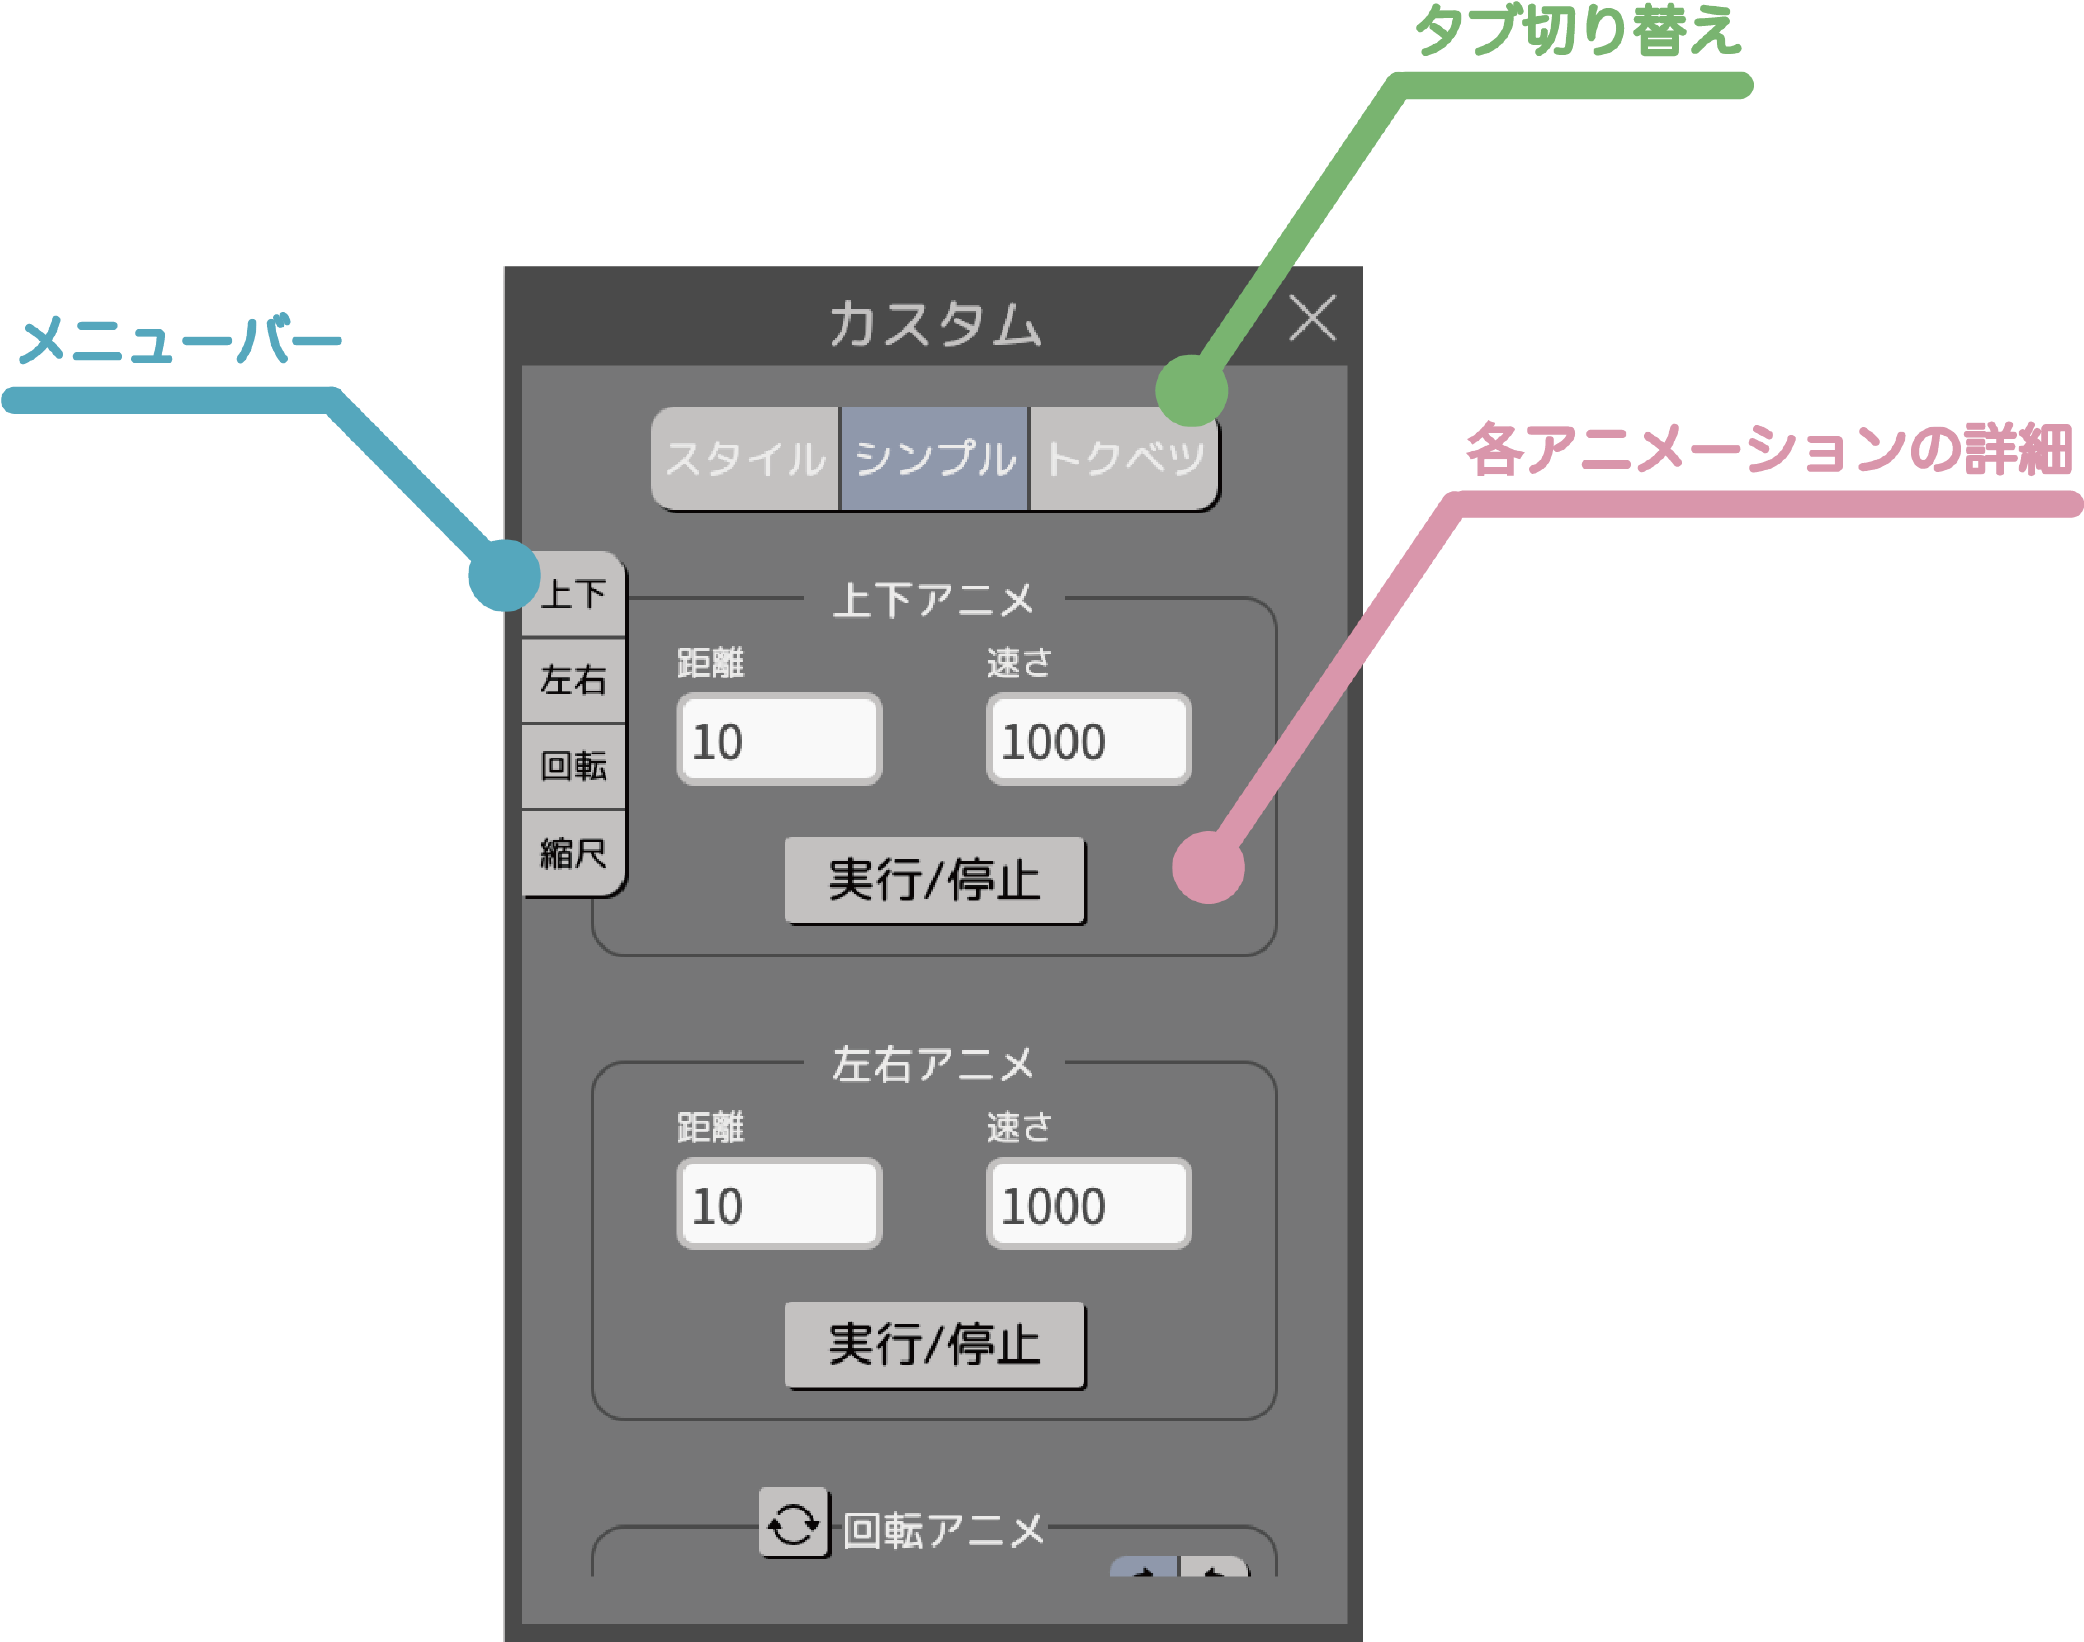 タブ切り替え
カスタム
メニューバー
スタイル シンプル トクベツ
各アニメーションの詳細
上下
左右
回転
縮尺
上下アニメ
距離 速さ
10 1000
実行/停止
左右アニメ
距離 速さ
10 1000
実行/停止
回転アニメ